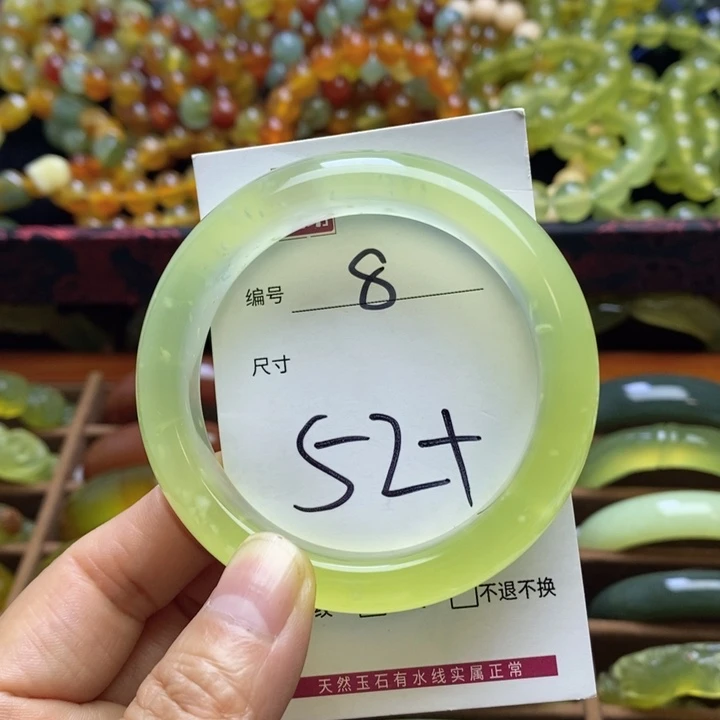 编号 8
尺寸
52+
不退不换
天然玉石有水线实属正常